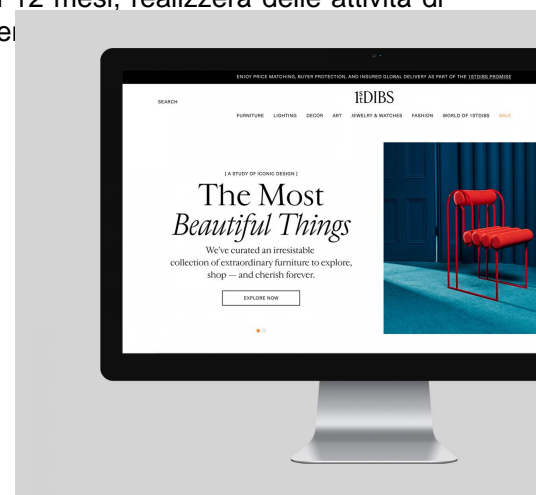 12 mesi, realizzerà delle attività di
ENJOY PRICE MATCHING, BUYER PROTECTION, AND INSURED GLOBAL DELIVERY AS PART OF THE 1STDIBS PROMISE
SEARCH
1STDIBS
FURNITURE LIGHTING DECOR ART JEWELRY & WATCHES FASHION WORLD OF 1STDIBS SALE
[ A STUDY OF ICONIC DESIGN ]
The Most
Beautiful Things
We've curated an irresistable
collection of extraordinary furniture to explore,
shop — and cherish forever.
EXPLORE NOW